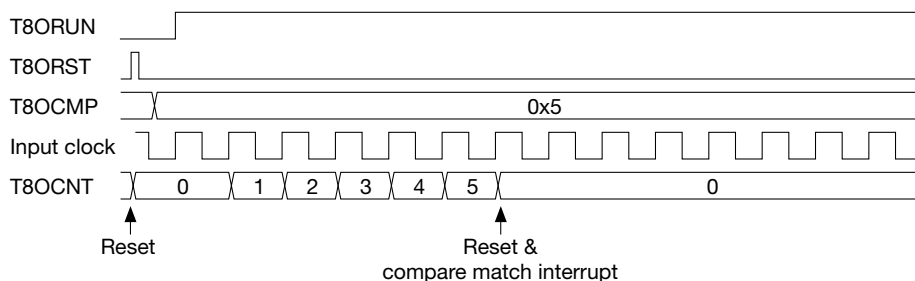 T8ORUN
T8ORST
T8OCMP 0x5
Input clock
T8OCNT 0 1 2 3 4 5 0
Reset Reset &
compare match interrupt